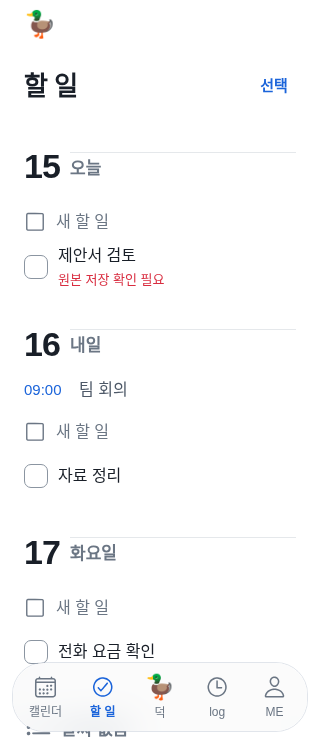 할 일
선택
15 오늘
새 할 일
제안서 검토
원본 저장 확인 필요
16 내일
09:00 팀 회의
새 할 일
자료 정리
17 화요일
새 할 일
전화 요금 확인
캘린더 할 일 덕 log ME